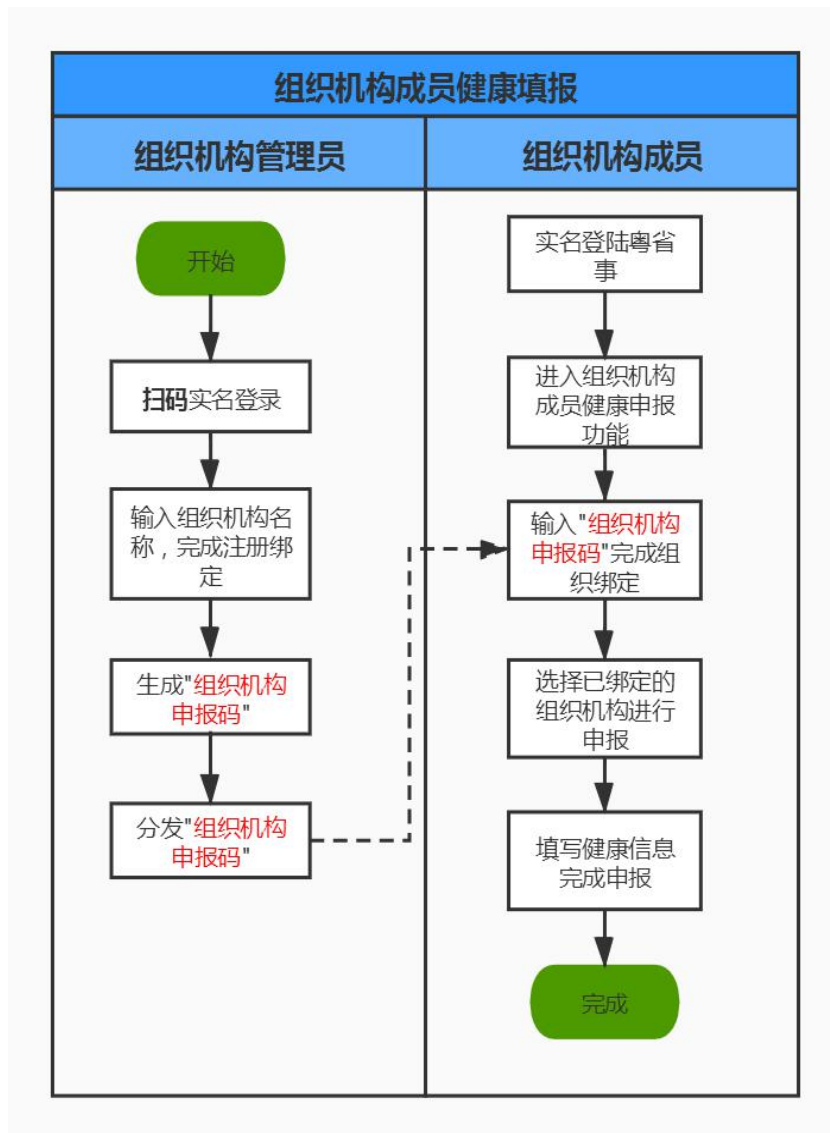 组织机构成员健康填报
组织机构管理员
组织机构成员
开始
扫码实名登录
输入组织机构名
称，完成注册绑
定
生成"组织机构
申报码"
分发"组织机构
申报码"
实名登陆粤省
事
进入组织机构
成员健康申报
功能
输入"组织机构
申报码"完成组
织绑定
选择已绑定的
组织机构进行
申报
填写健康信息
完成申报
完成